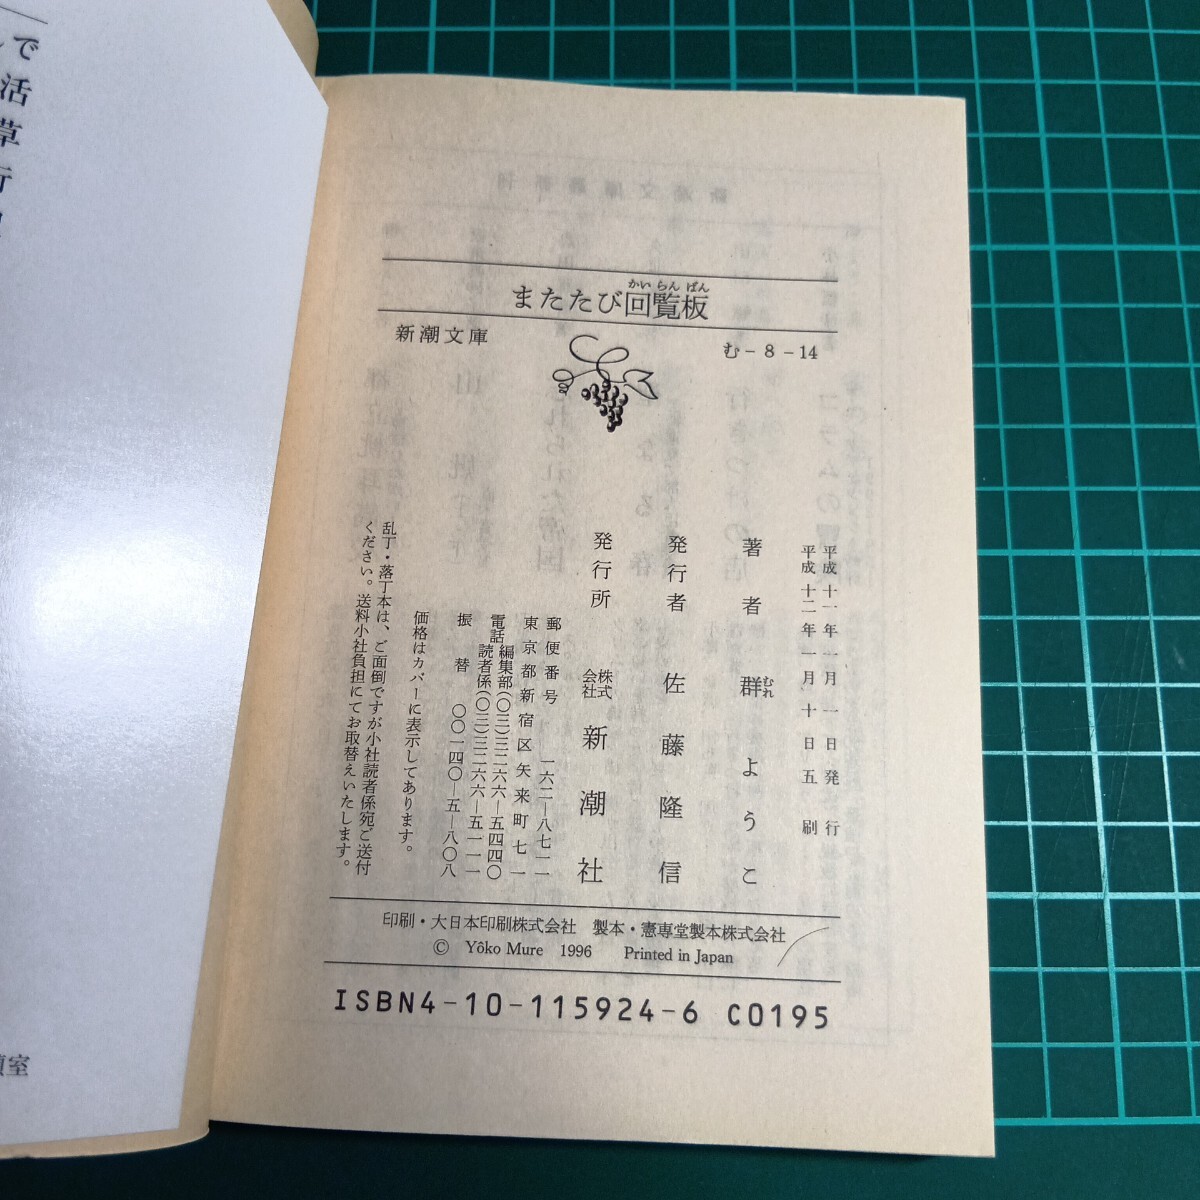 またたび回覧板
かいらんばん
新潮文庫
む-8-14
平成十一年一月一日発行
平成十二年一月十日五刷
著者 群ようこ
むれ
発行者 佐藤隆信
発行所 株式会社新潮社
郵便番号 一六二―八七一一
東京都新宿区矢来町七一
電話編集部(〇三)三二六六―五四四〇
読者係(〇三)三二六六―五一一一
振替 〇〇一四〇―五―八〇八
価格はカバーに表示してあります。
乱丁・落丁本は、ご面倒ですが小社読者係宛ご送付
ください。送料小社負担にてお取替えいたします。
印刷・大日本印刷株式会社 製本・憲専堂製本株式会社
© Yôko Mure 1996 Printed in Japan
ISBN4-10-115924-6 C0195